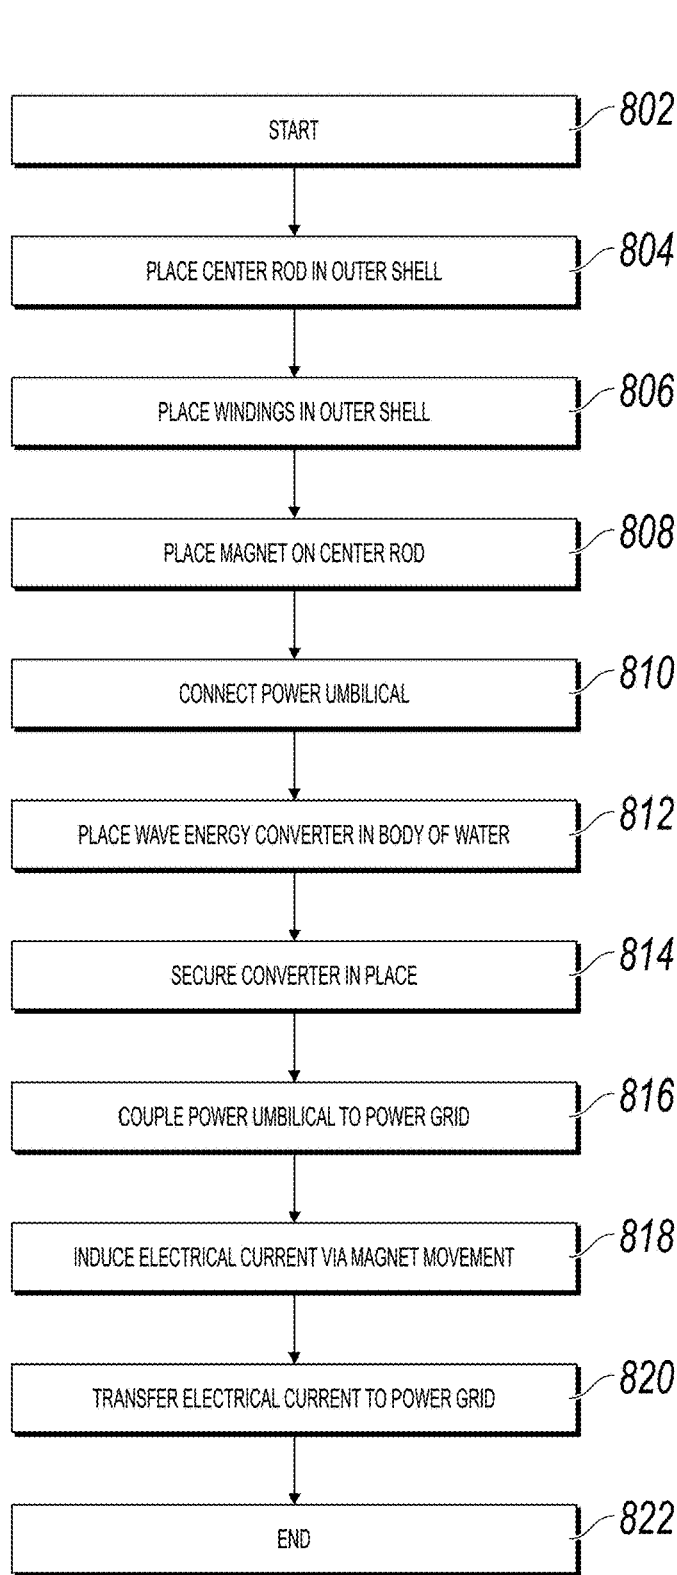 802
START
804
PLACE CENTER ROD IN OUTER SHELL
806
PLACE WINDINGS IN OUTER SHELL
808
PLACE MAGNET ON CENTER ROD
810
CONNECT POWER UMBILICAL
812
PLACE WAVE ENERGY CONVERTER IN BODY OF WATER
814
SECURE CONVERTER IN PLACE
816
COUPLE POWER UMBILICAL TO POWER GRID
818
INDUCE ELECTRICAL CURRENT VIA MAGNET MOVEMENT
820
TRANSFER ELECTRICAL CURRENT TO POWER GRID
822
END